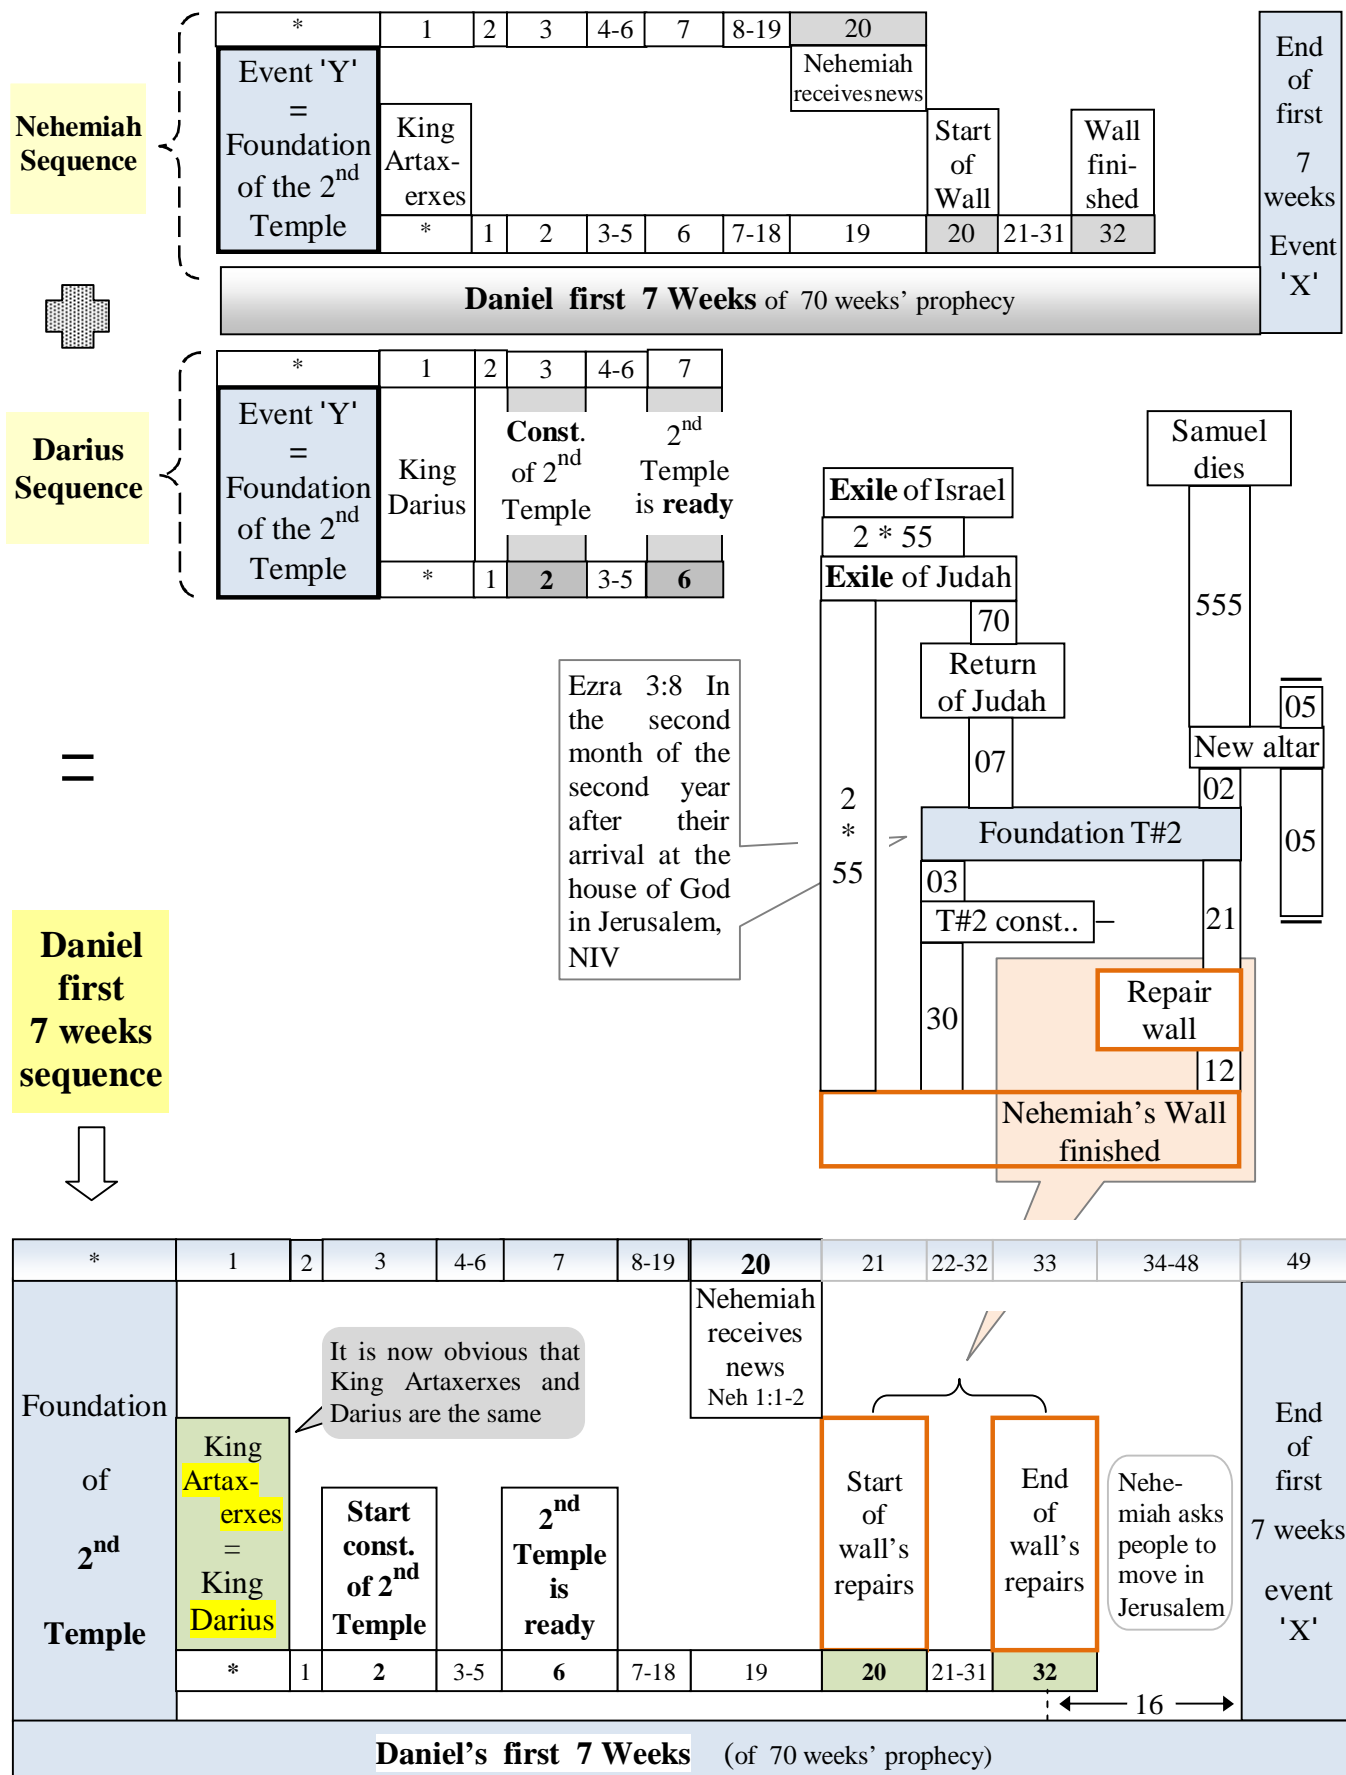 * 1 2 3 4-6 7 8-19 20
Nehemiah
Sequence
Event 'Y'
=
Foundation
of the 2nd
Temple
King
Artax-
erxes
Nehemiah
receives news
Start
of
Wall
Wall
fini-
shed
* 1 2 3-5 6 7-18 19 20 21-31 32
End
of
first
7
weeks
Event
'X'
Daniel first 7 Weeks of 70 weeks' prophecy
* 1 2 3 4-6 7
Darius
Sequence
Event 'Y'
=
Foundation
of the 2nd
Temple
King
Darius
Const.
of 2nd
Temple
2nd
Temple
is ready
* 1 2 3-5 6
Samuel
dies
Exile of Israel
2 * 55
Exile of Judah
555
70
Return
of Judah
05
New altar
07
02
2
*
55
Foundation T#2
05
03
T#2 const..
21
30
Repair
wall
12
Nehemiah's Wall
finished
Ezra 3:8 In
the second
month of the
second year
after their
arrival at the
house of God
in Jerusalem,
NIV
=
Daniel
first
7 weeks
sequence
* 1 2 3 4-6 7 8-19 20 21 22-32 33 34-48 49
Foundation
of
2nd
Temple
King
Artax-
erxes
=
King
Darius
It is now obvious that
King Artaxerxes and
Darius are the same
Start
const.
of 2nd
Temple
2nd
Temple
is
ready
Nehemiah
receives
news
Neh 1:1-2
Start
of
wall's
repairs
End
of
wall's
repairs
Nehe-
miah asks
people to
move in
Jerusalem
End
of
first
7 weeks
event
'X'
* 1 2 3-5 6 7-18 19 20 21-31 32
16
Daniel's first 7 Weeks (of 70 weeks' prophecy)